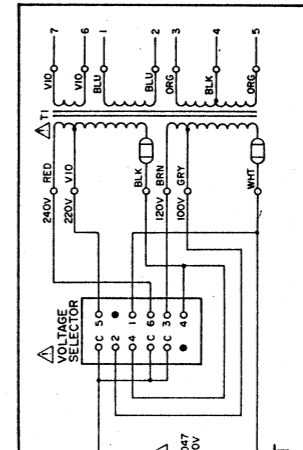 7
VIO
6
VIO
1
BLU
2
BLU
3
ORG
4
BLK
5
ORG
T1
240V RED
220V VIO
BLK
120V BRN
100V GRY
WHT
VOLTAGE
SELECTOR
C 5
2
4 1
C 6
C 3
4
047
0V